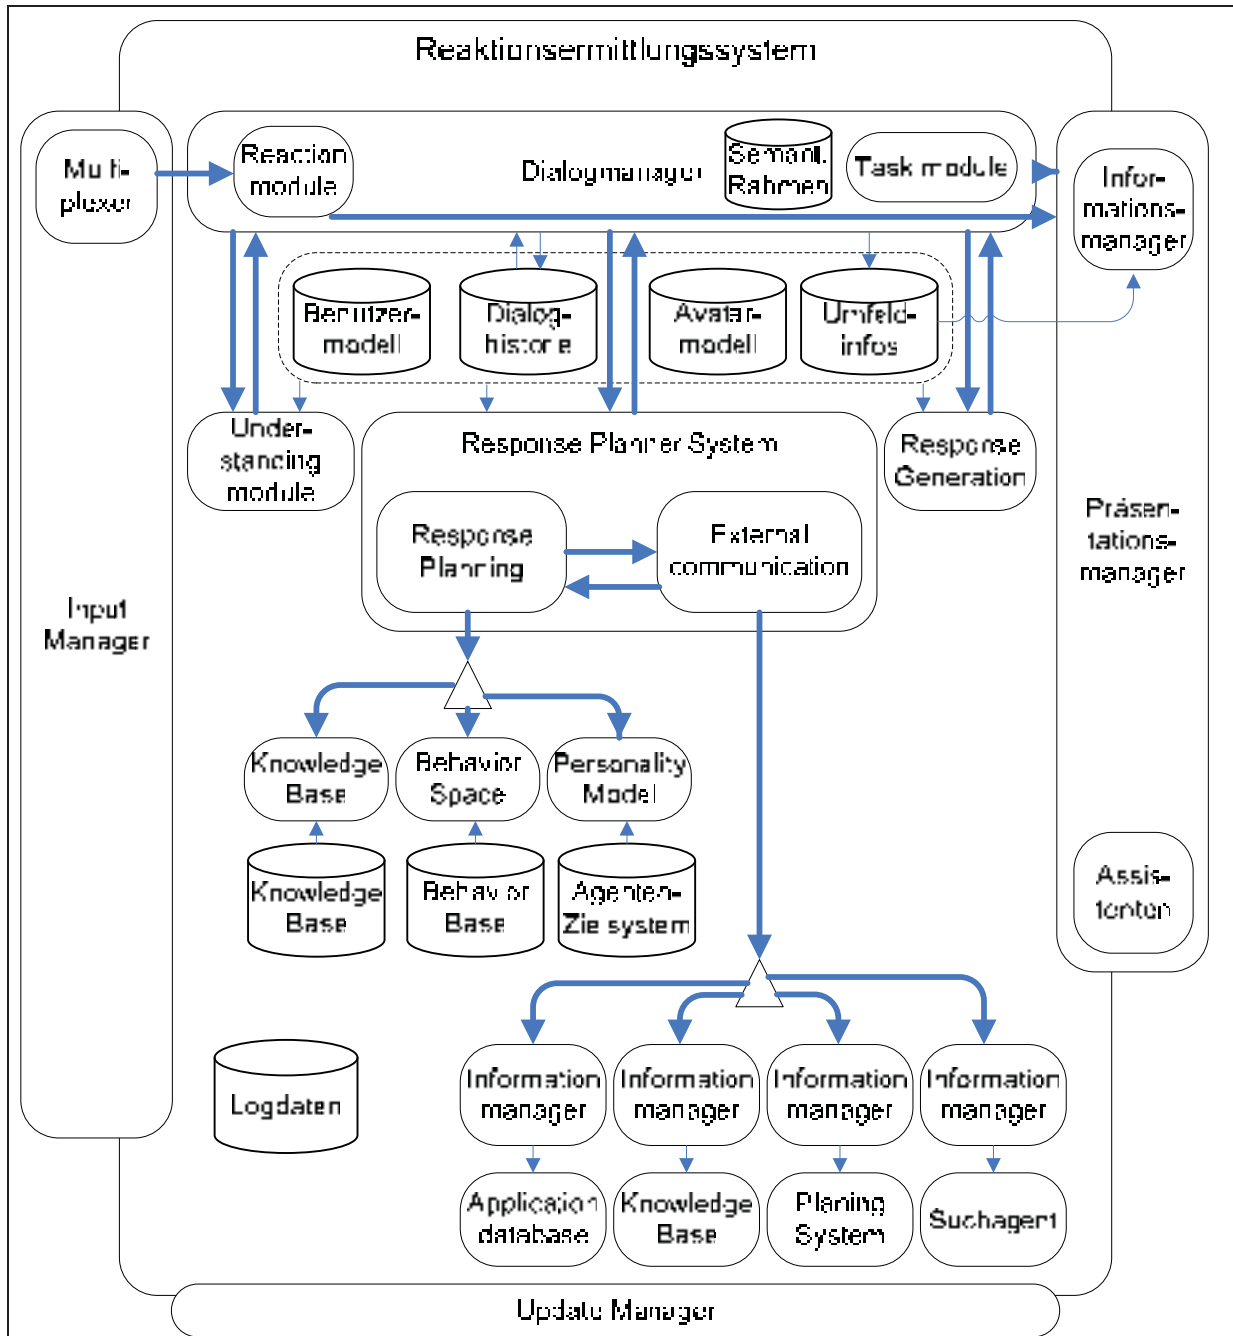 Reaktionsermittlungssystem
Multi-
plexer
Reaction
module
Dialogmanager
Semant.
Rahmen
Task module
Infor-
mations-
manager
Benutzer-
modell
Dialog-
historie
Avatar-
modell
Umfeld-
infos
Under-
standing
module
Response Planner System
Response
Generation
Response
Planning
External
communication
Präsen-
tations-
manager
Input
Manager
Knowledge
Base
Behavior
Space
Personality
Model
Knowledge
Base
Behavior
Base
Agenten-
Zielsystem
Assis-
tenten
Logdaten
Information
manager
Information
manager
Information
manager
Information
manager
Application
database
Knowledge
Base
Planing
System
Suchagent
Update Manager